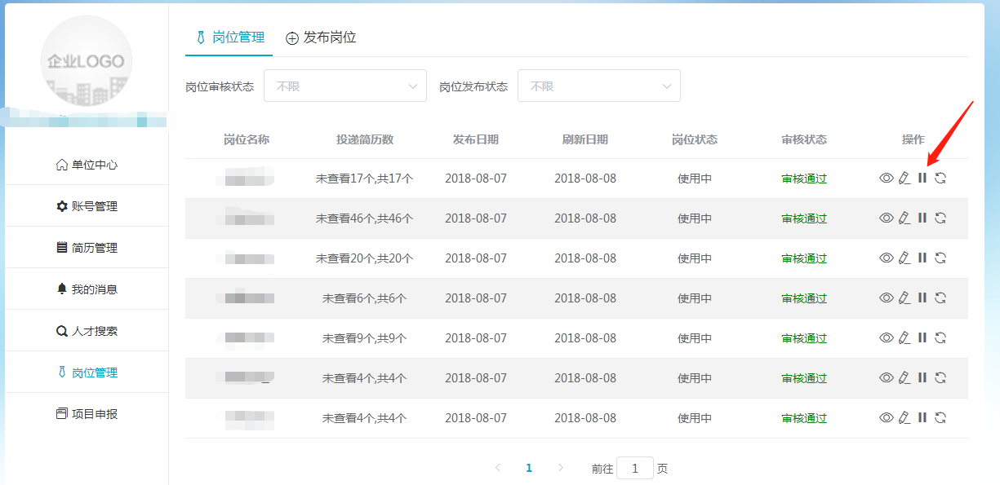 企业LOGO
单位中心
账号管理
简历管理
我的消息
人才搜索
岗位管理
项目申报
岗位管理 发布岗位
岗位审核状态 不限 岗位发布状态 不限
岗位名称 投递简历数 发布日期 刷新日期 岗位状态 审核状态 操作
未查看17个,共17个 2018-08-07 2018-08-08 使用中 审核通过
未查看46个,共46个 2018-08-07 2018-08-08 使用中 审核通过
未查看20个,共20个 2018-08-07 2018-08-08 使用中 审核通过
未查看6个,共6个 2018-08-07 2018-08-08 使用中 审核通过
未查看9个,共9个 2018-08-07 2018-08-08 使用中 审核通过
未查看4个,共4个 2018-08-07 2018-08-08 使用中 审核通过
未查看4个,共4个 2018-08-07 2018-08-08 使用中 审核通过
1 前往 1 页